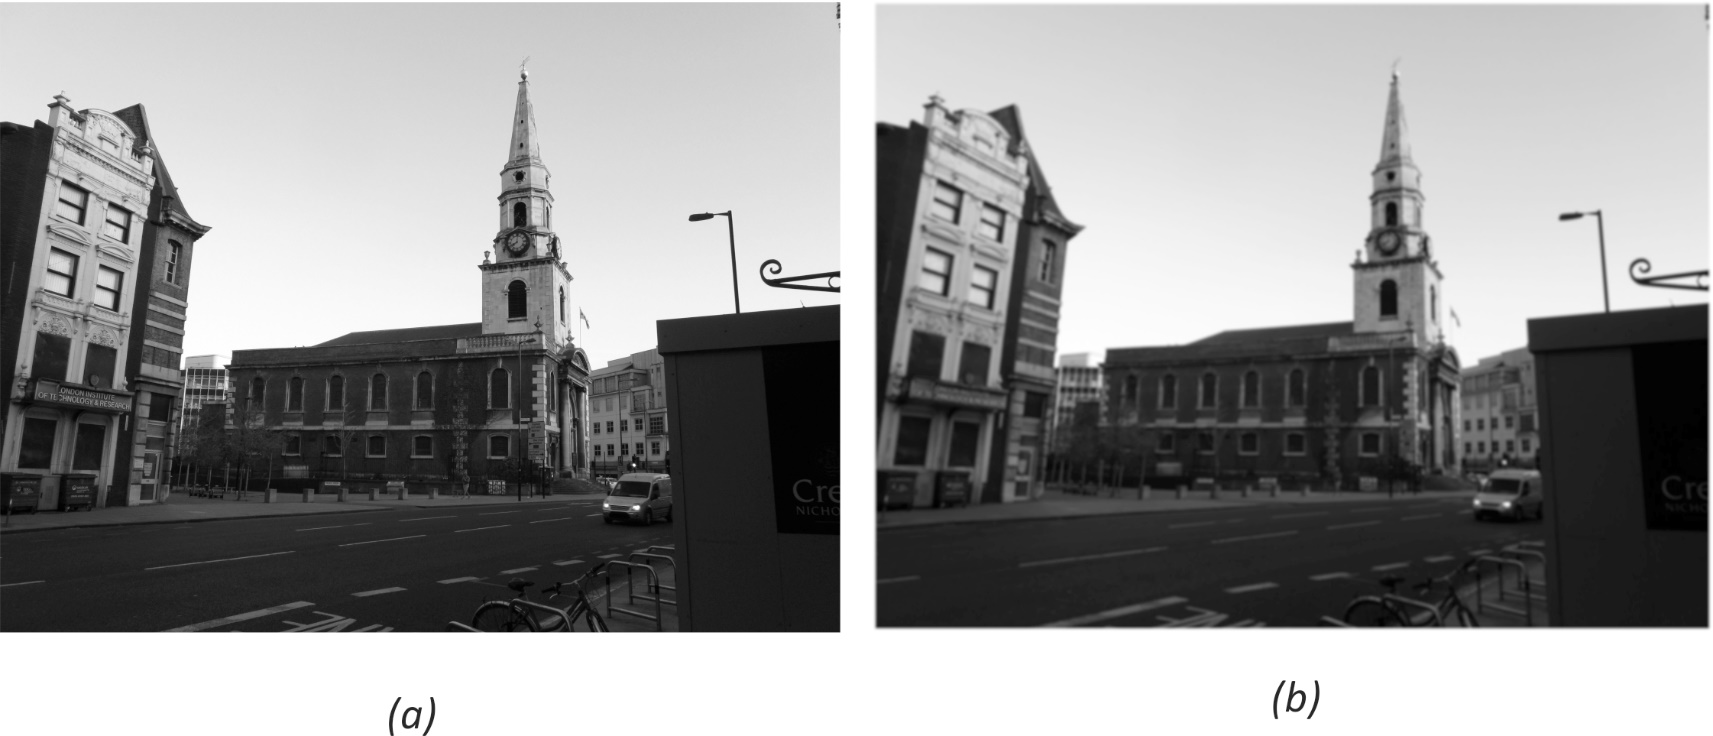 LONDON INSTITUTE
OF TECHNOLOGY & RESEARCH
Cre
NICHO
Cre
NICHO
(a)
(b)